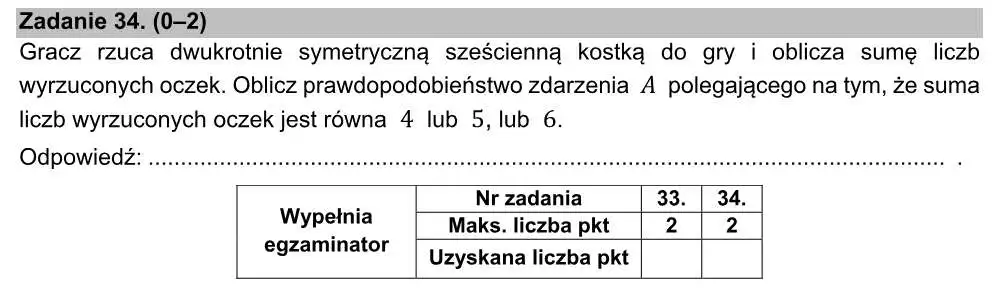 Zadanie 34. (0–2)
Gracz rzuca dwukrotnie symetryczną sześcienną kostką do gry i oblicza sumę liczb
wyrzuconych oczek. Oblicz prawdopodobieństwo zdarzenia A polegającego na tym, że suma
liczb wyrzuconych oczek jest równa 4 lub 5, lub 6.
Odpowiedź: ........................................................................................................................... .
Wypełnia egzaminator
Nr zadania 33. 34.
Maks. liczba pkt 2 2
Uzyskana liczba pkt